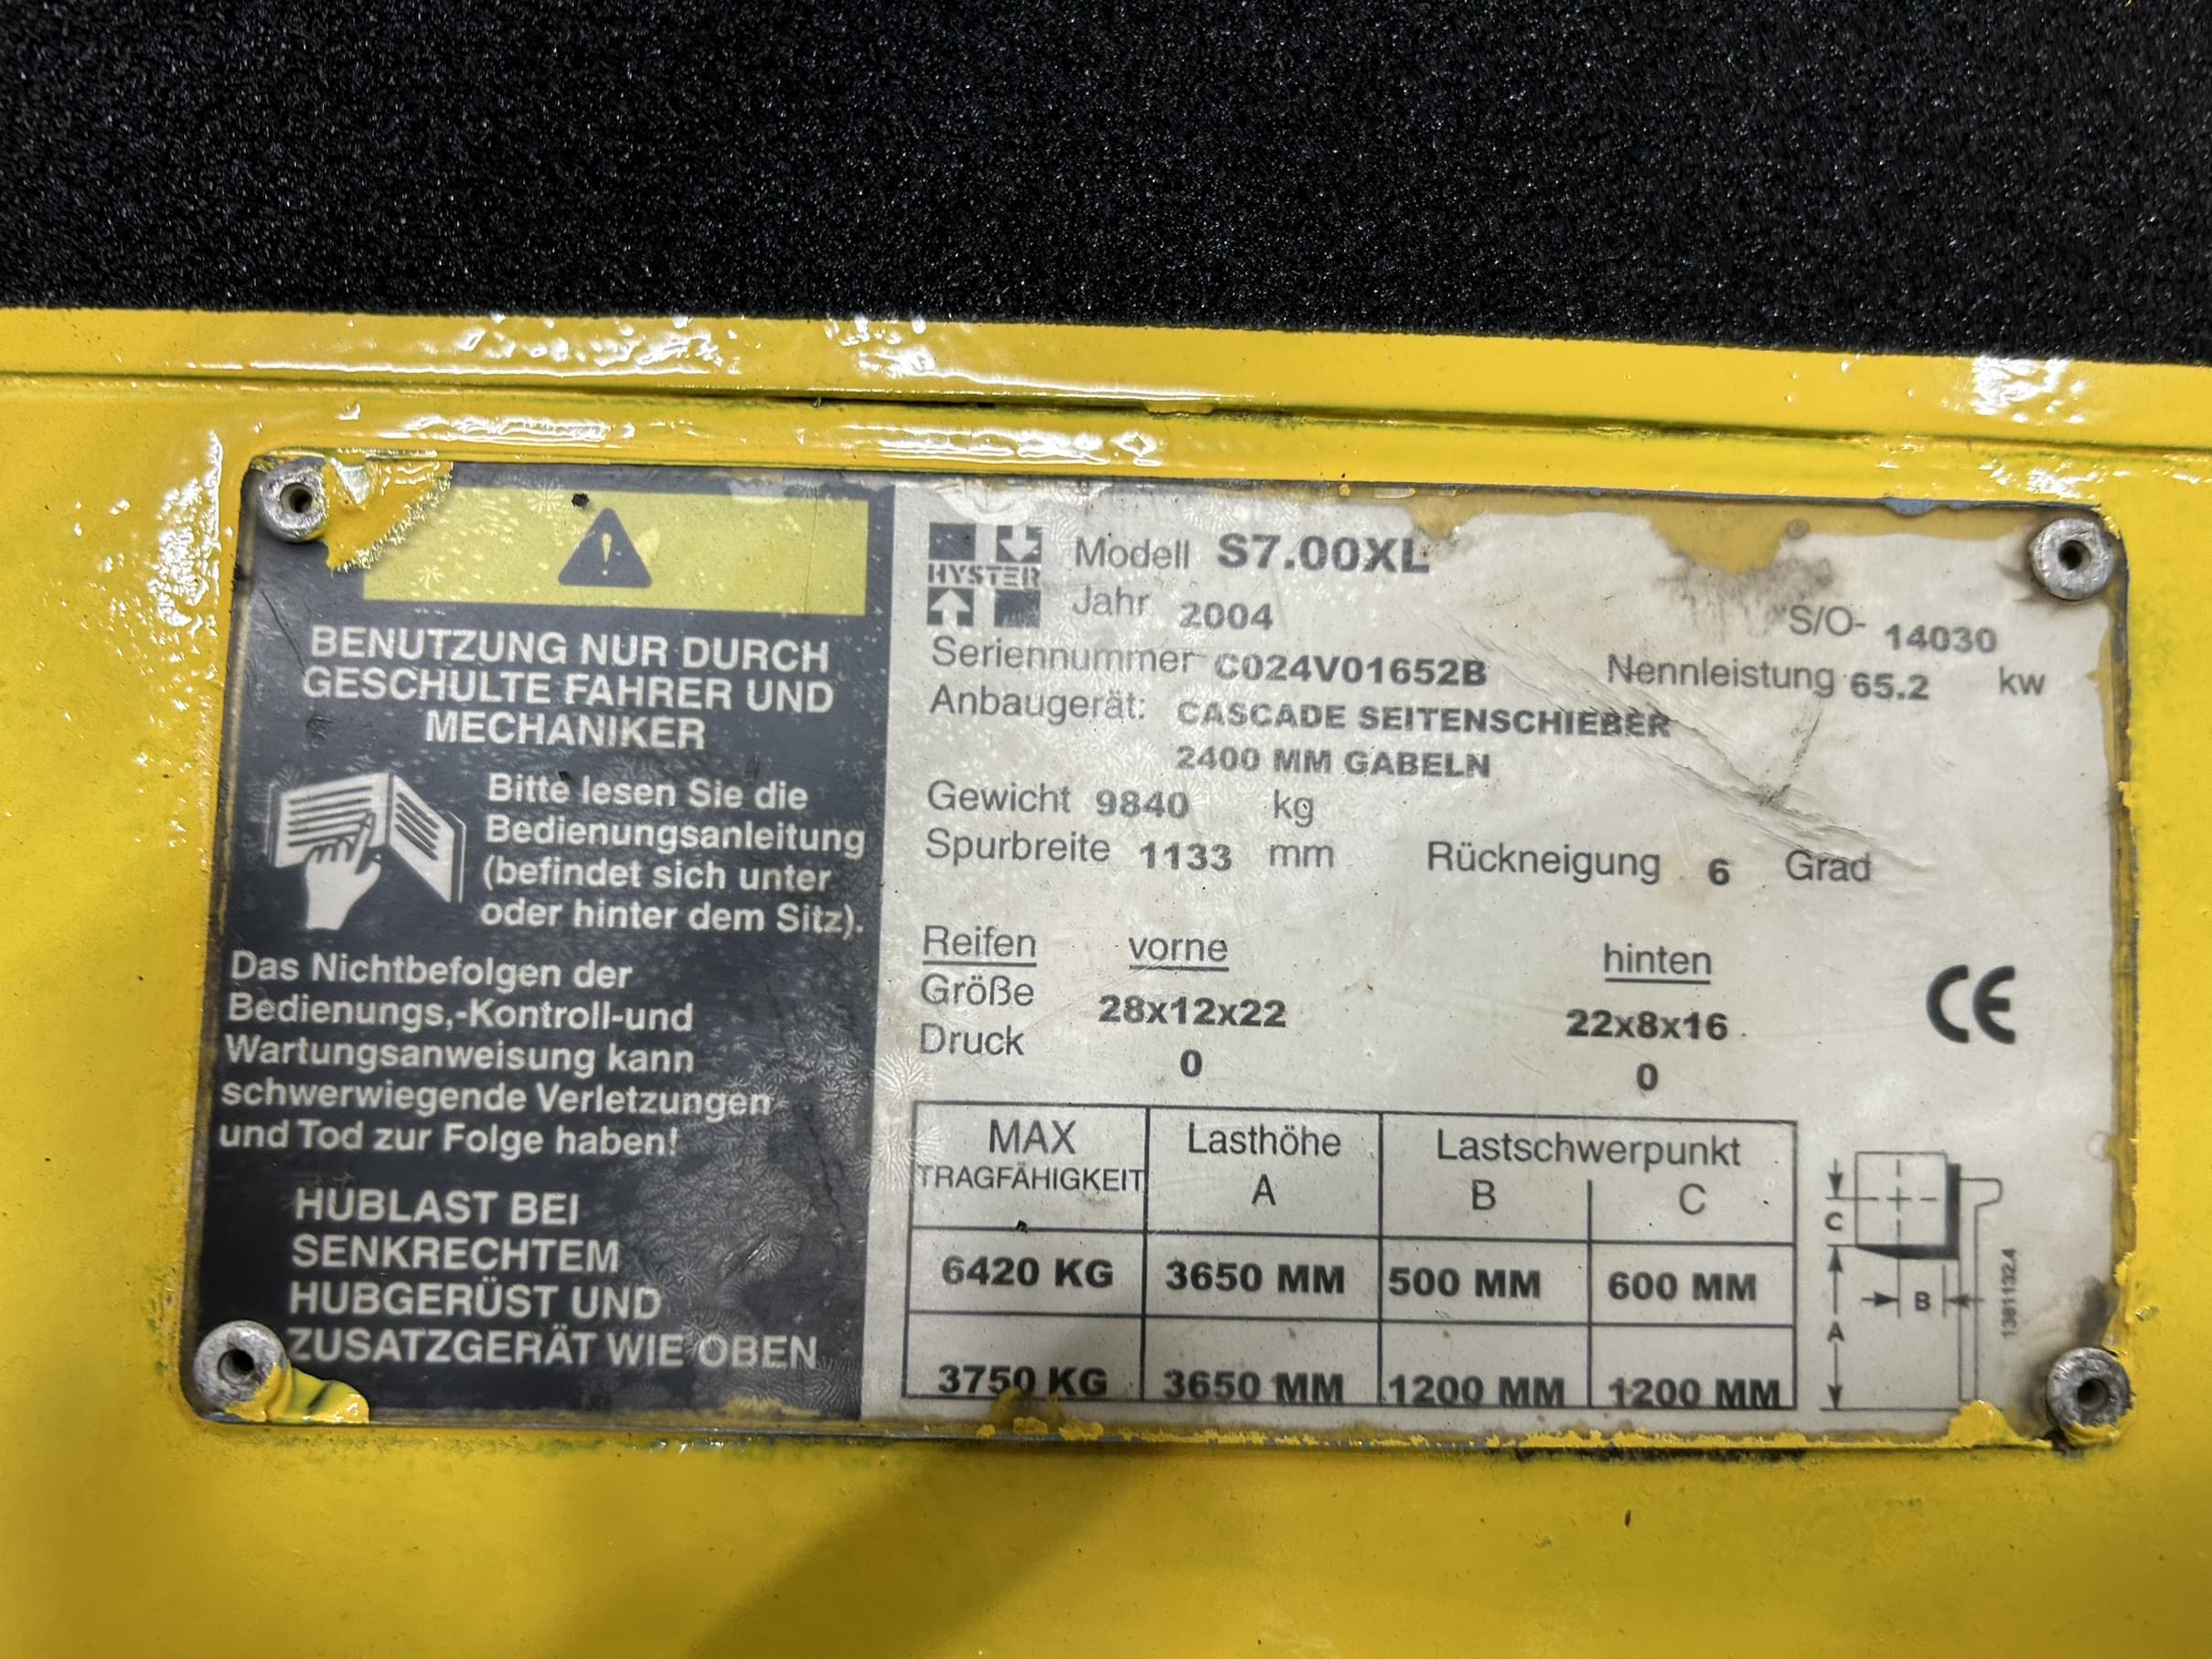 BENUTZUNG NUR DURCH
GESCHULTE FAHRER UND
MECHANIKER
Bitte lesen Sie die
Bedienungsanleitung
(befindet sich unter
oder hinter dem Sitz).
Das Nichtbefolgen der
Bedienungs,-Kontroll-und
Wartungsanweisung kann
schwerwiegende Verletzungen
und Tod zur Folge haben!
HUBLAST BEI
SENKRECHTEM
HUBGERÜST UND
ZUSATZGERÄT WIE OBEN
HYSTER
Modell S7.00XL
Jahr 2004 S/O- 14030
Seriennummer C024V01652B Nennleistung 65.2 kw
Anbaugerät: CASCADE SEITENSCHIEBER
2400 MM GABELN
Gewicht 9840 kg
Spurbreite 1133 mm Rückneigung 6 Grad
Reifen vorne hinten
Größe 28x12x22 22x8x16
Druck 0 0
CE
MAX Lasthöhe Lastschwerpunkt
TRAGFÄHIGKEIT A B C
6420 KG 3650 MM 500 MM 600 MM
3750 KG 3650 MM 1200 MM 1200 MM
C
B
A
1361132.4